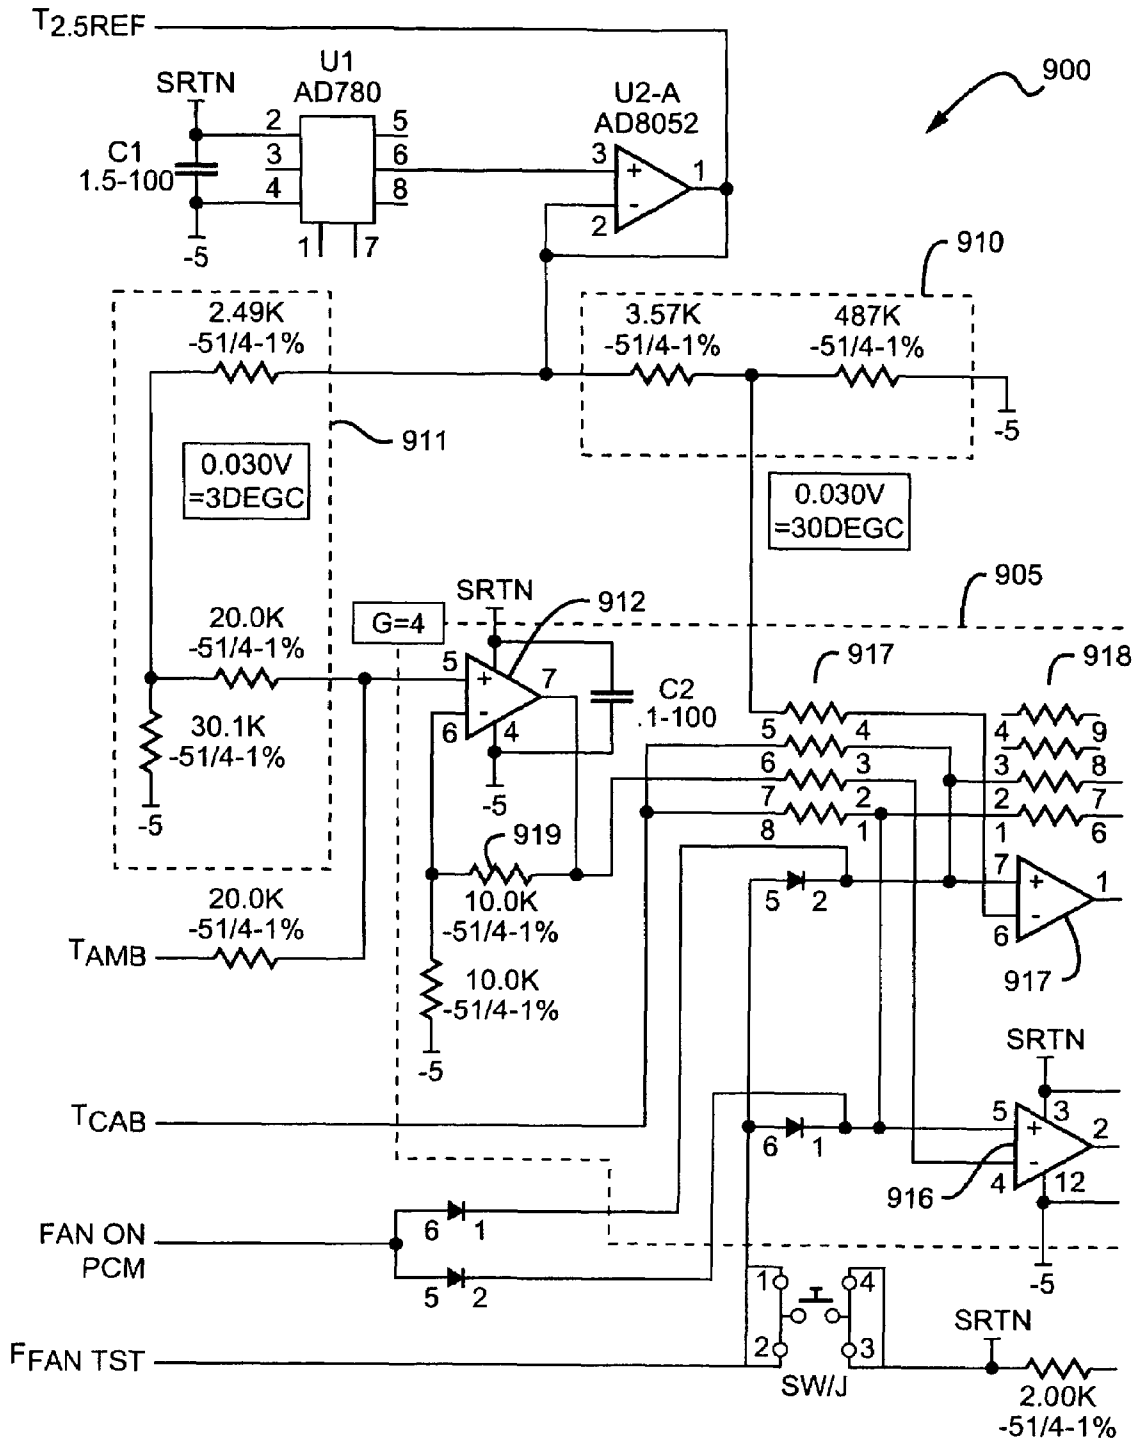 T2.5REF
900
U1
AD780
SRTN
U2-A
AD8052
2
5
C1
1.5-100
3
6
3
+
1
4
8
2
-
1
7
-5
910
2.49K
-51/4-1%
3.57K
-51/4-1%
487K
-51/4-1%
911
-5
0.030V
=3DEGC
0.030V
=30DEGC
905
SRTN
912
G=4
20.0K
-51/4-1%
917
918
5
+
7
C2
.1-100
6
-
4
30.1K
-51/4-1%
5
4
4
9
6
3
3
8
-5
7
2
2
7
-5
919
8
1
1
6
10.0K
-51/4-1%
5
2
7
+
1
6
-
20.0K
-51/4-1%
TAMB
917
10.0K
-51/4-1%
-5
SRTN
TCAB
6
1
5
+
3
2
4
-
12
916
FAN ON
PCM
6
1
5
2
-5
1
4
2
3
SW/J
SRTN
FFAN TST
2.00K
-51/4-1%